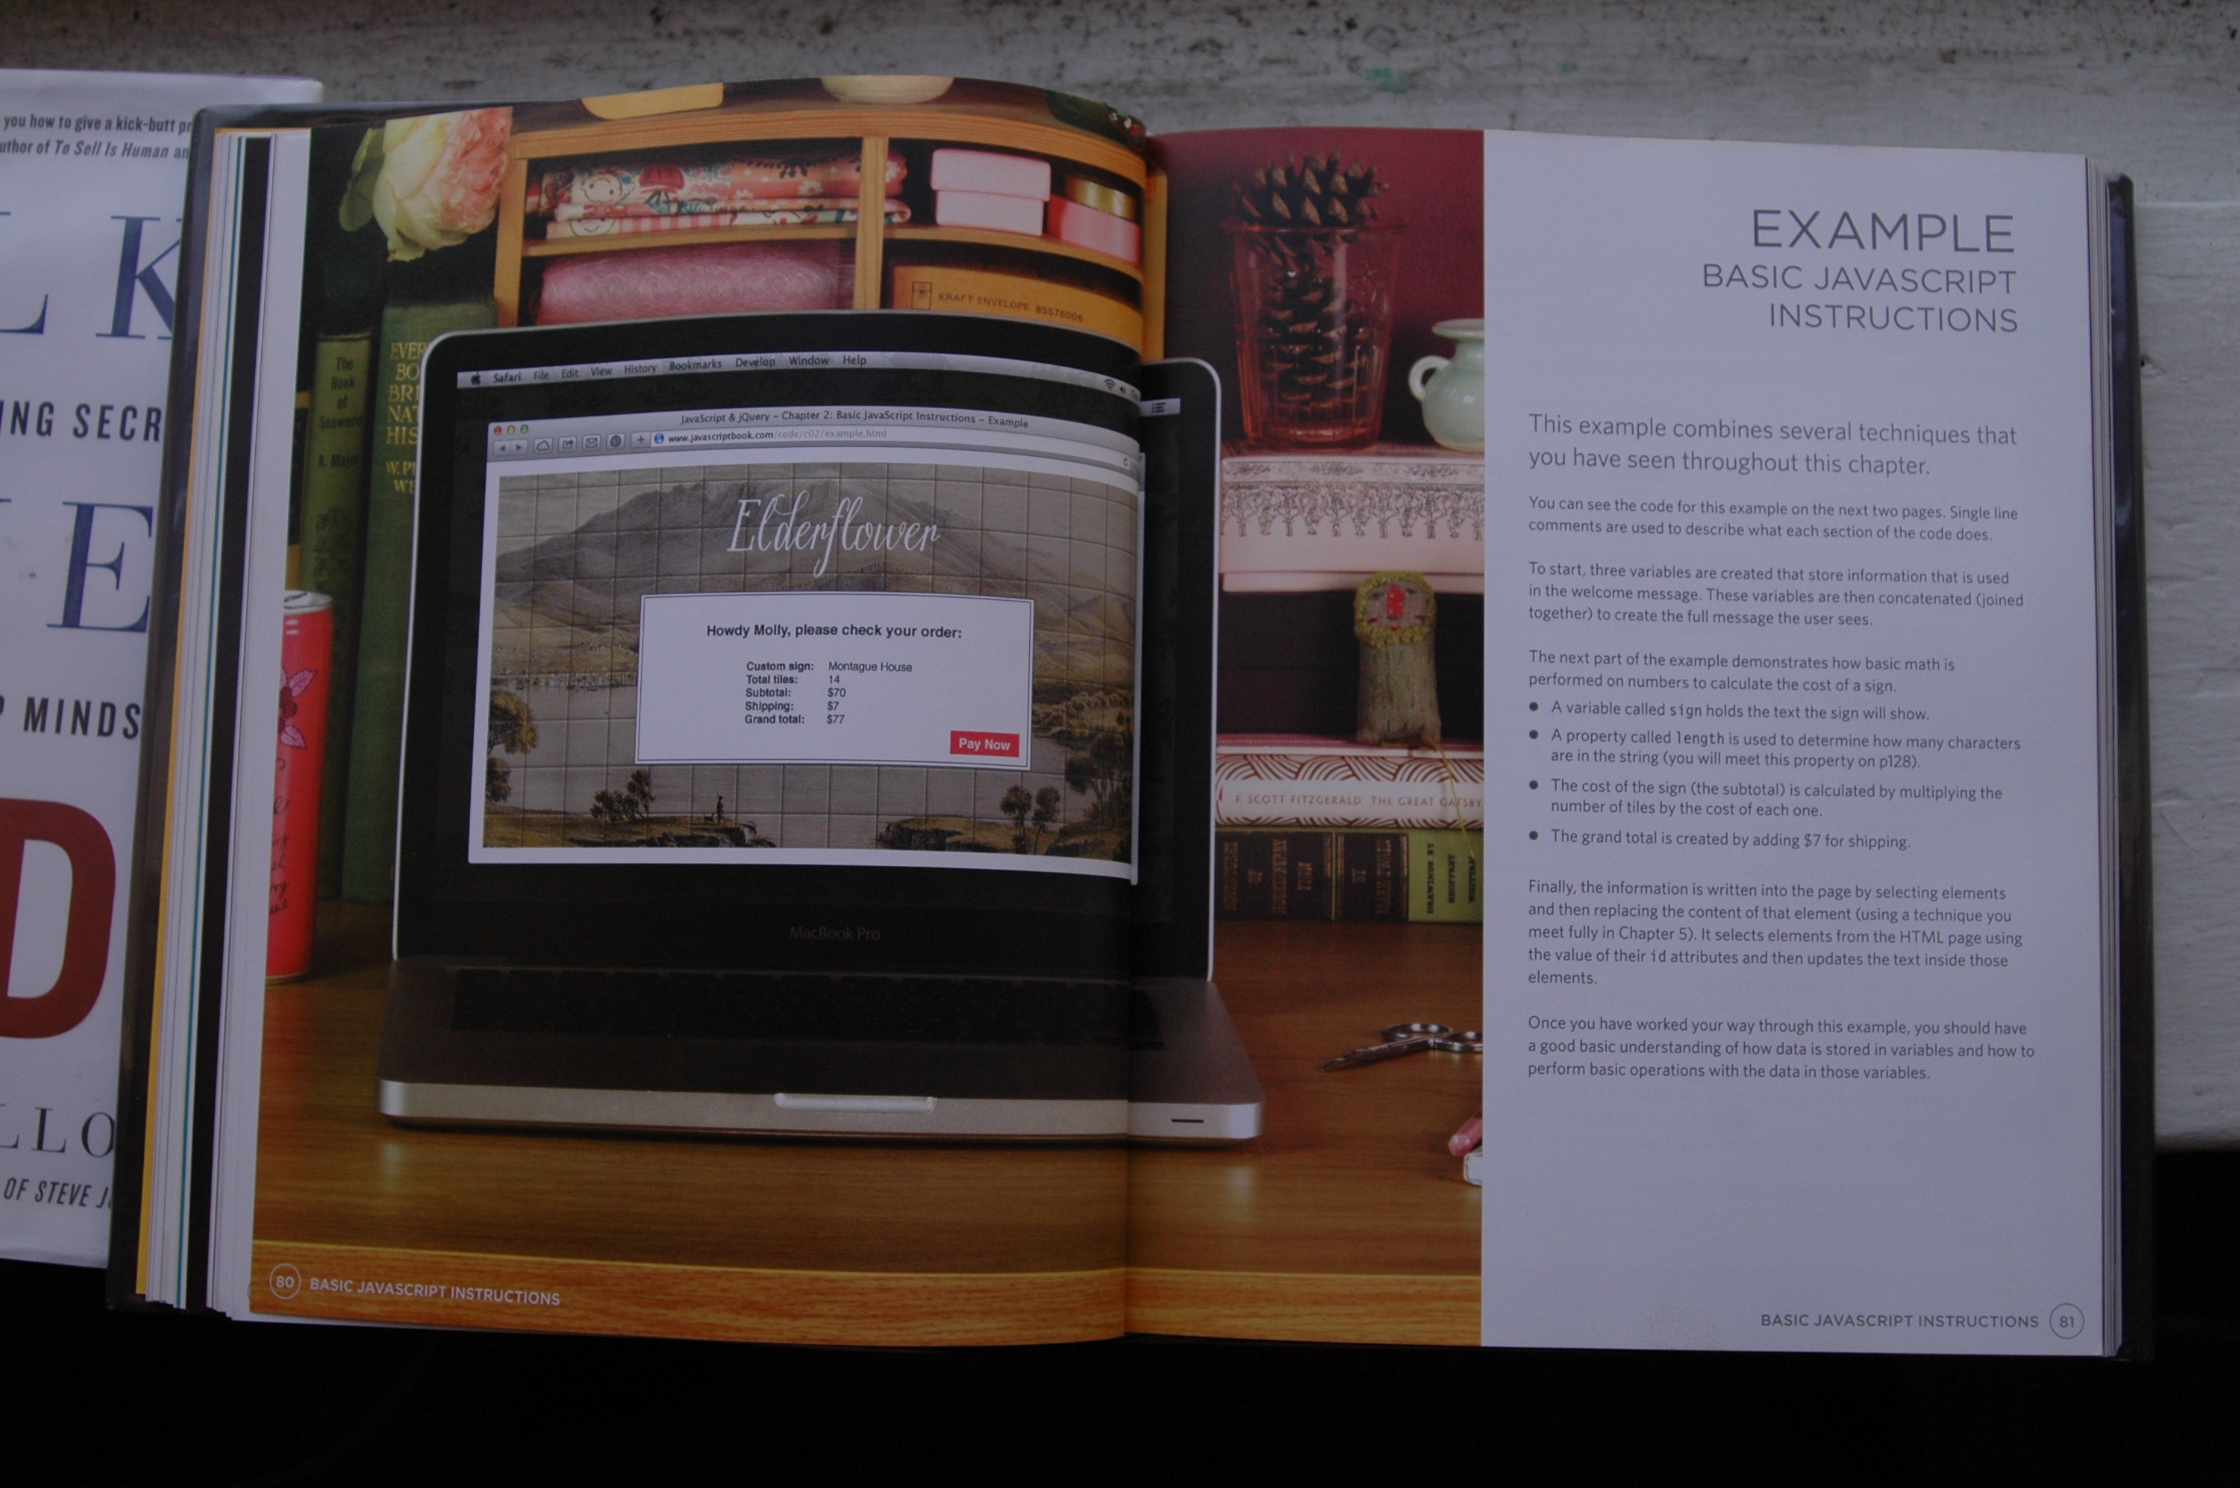 you how to give a kick-butt
of To Sell Is Human
L K
ING SECR
E
MINDS
D
LLO
OF STEVE
The
Book
of
Seaweed
KRAFT ENVELOPE 85576006
Safari File Edit View History Bookmarks Develop Window Help
JavaScript & jQuery – Chapter 2: Basic JavaScript Instructions – Example
www.javascriptbook.com/code/c02/example.html
Elderflower
Howdy Molly, please check your order:
Custom sign: Montague House
Total tiles: 14
Subtotal: $70
Shipping: $7
Grand total: $77
Pay Now
MacBook Pro
80 BASIC JAVASCRIPT INSTRUCTIONS
F. SCOTT FITZGERALD THE GREAT GATSBY
DRAWINGS BY
EXAMPLE
BASIC JAVASCRIPT
INSTRUCTIONS
This example combines several techniques that
you have seen throughout this chapter.
You can see the code for this example on the next two pages. Single line
comments are used to describe what each section of the code does.
To start, three variables are created that store information that is used
in the welcome message. These variables are then concatenated (joined
together) to create the full message the user sees.
The next part of the example demonstrates how basic math is
performed on numbers to calculate the cost of a sign.
● A variable called sign holds the text the sign will show.
● A property called length is used to determine how many characters
are in the string (you will meet this property on p128).
● The cost of the sign (the subtotal) is calculated by multiplying the
number of tiles by the cost of each one.
● The grand total is created by adding $7 for shipping.
Finally, the information is written into the page by selecting elements
and then replacing the content of that element (using a technique you
meet fully in Chapter 5). It selects elements from the HTML page using
the value of their id attributes and then updates the text inside those
elements.
Once you have worked your way through this example, you should have
a good basic understanding of how data is stored in variables and how to
perform basic operations with the data in those variables.
BASIC JAVASCRIPT INSTRUCTIONS 81